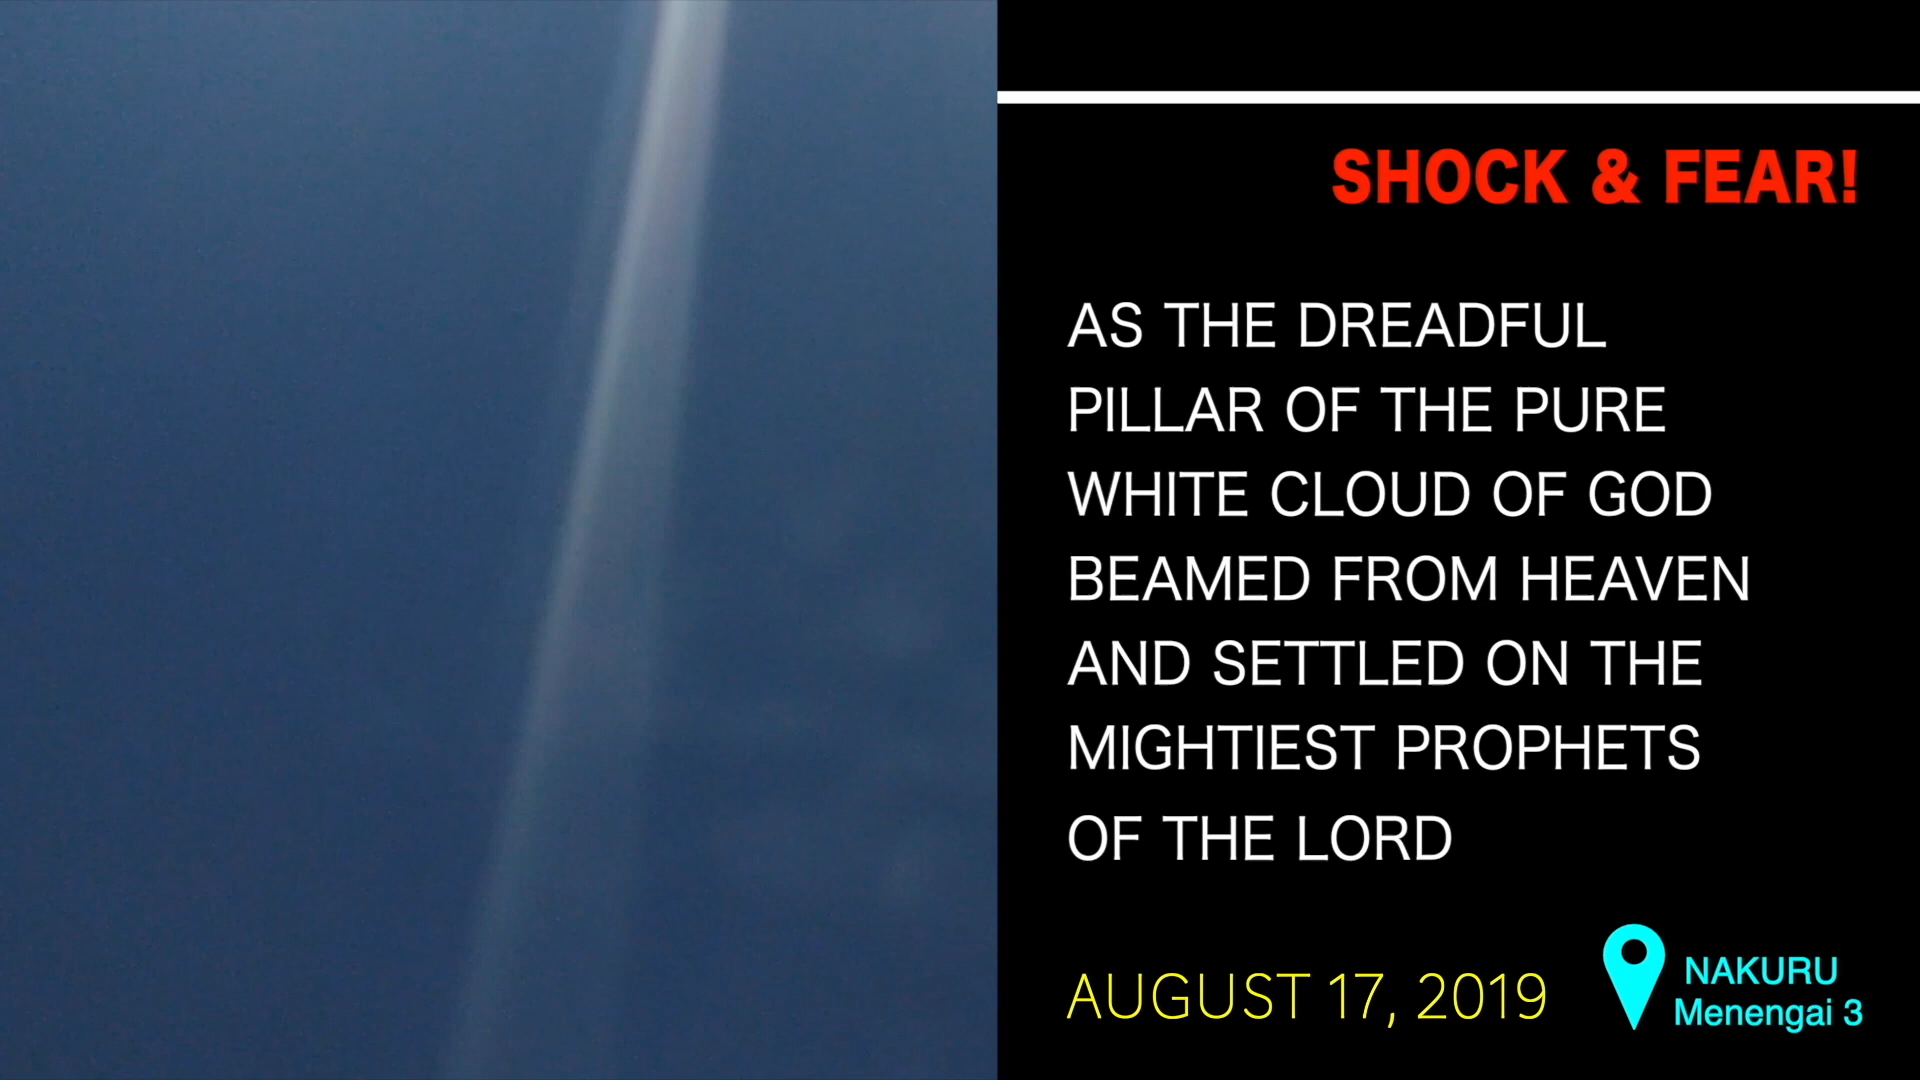 SHOCK & FEAR!
AS THE DREADFUL
PILLAR OF THE PURE
WHITE CLOUD OF GOD
BEAMED FROM HEAVEN
AND SETTLED ON THE
MIGHTIEST PROPHETS
OF THE LORD
AUGUST 17, 2019
NAKURU
Menengai 3